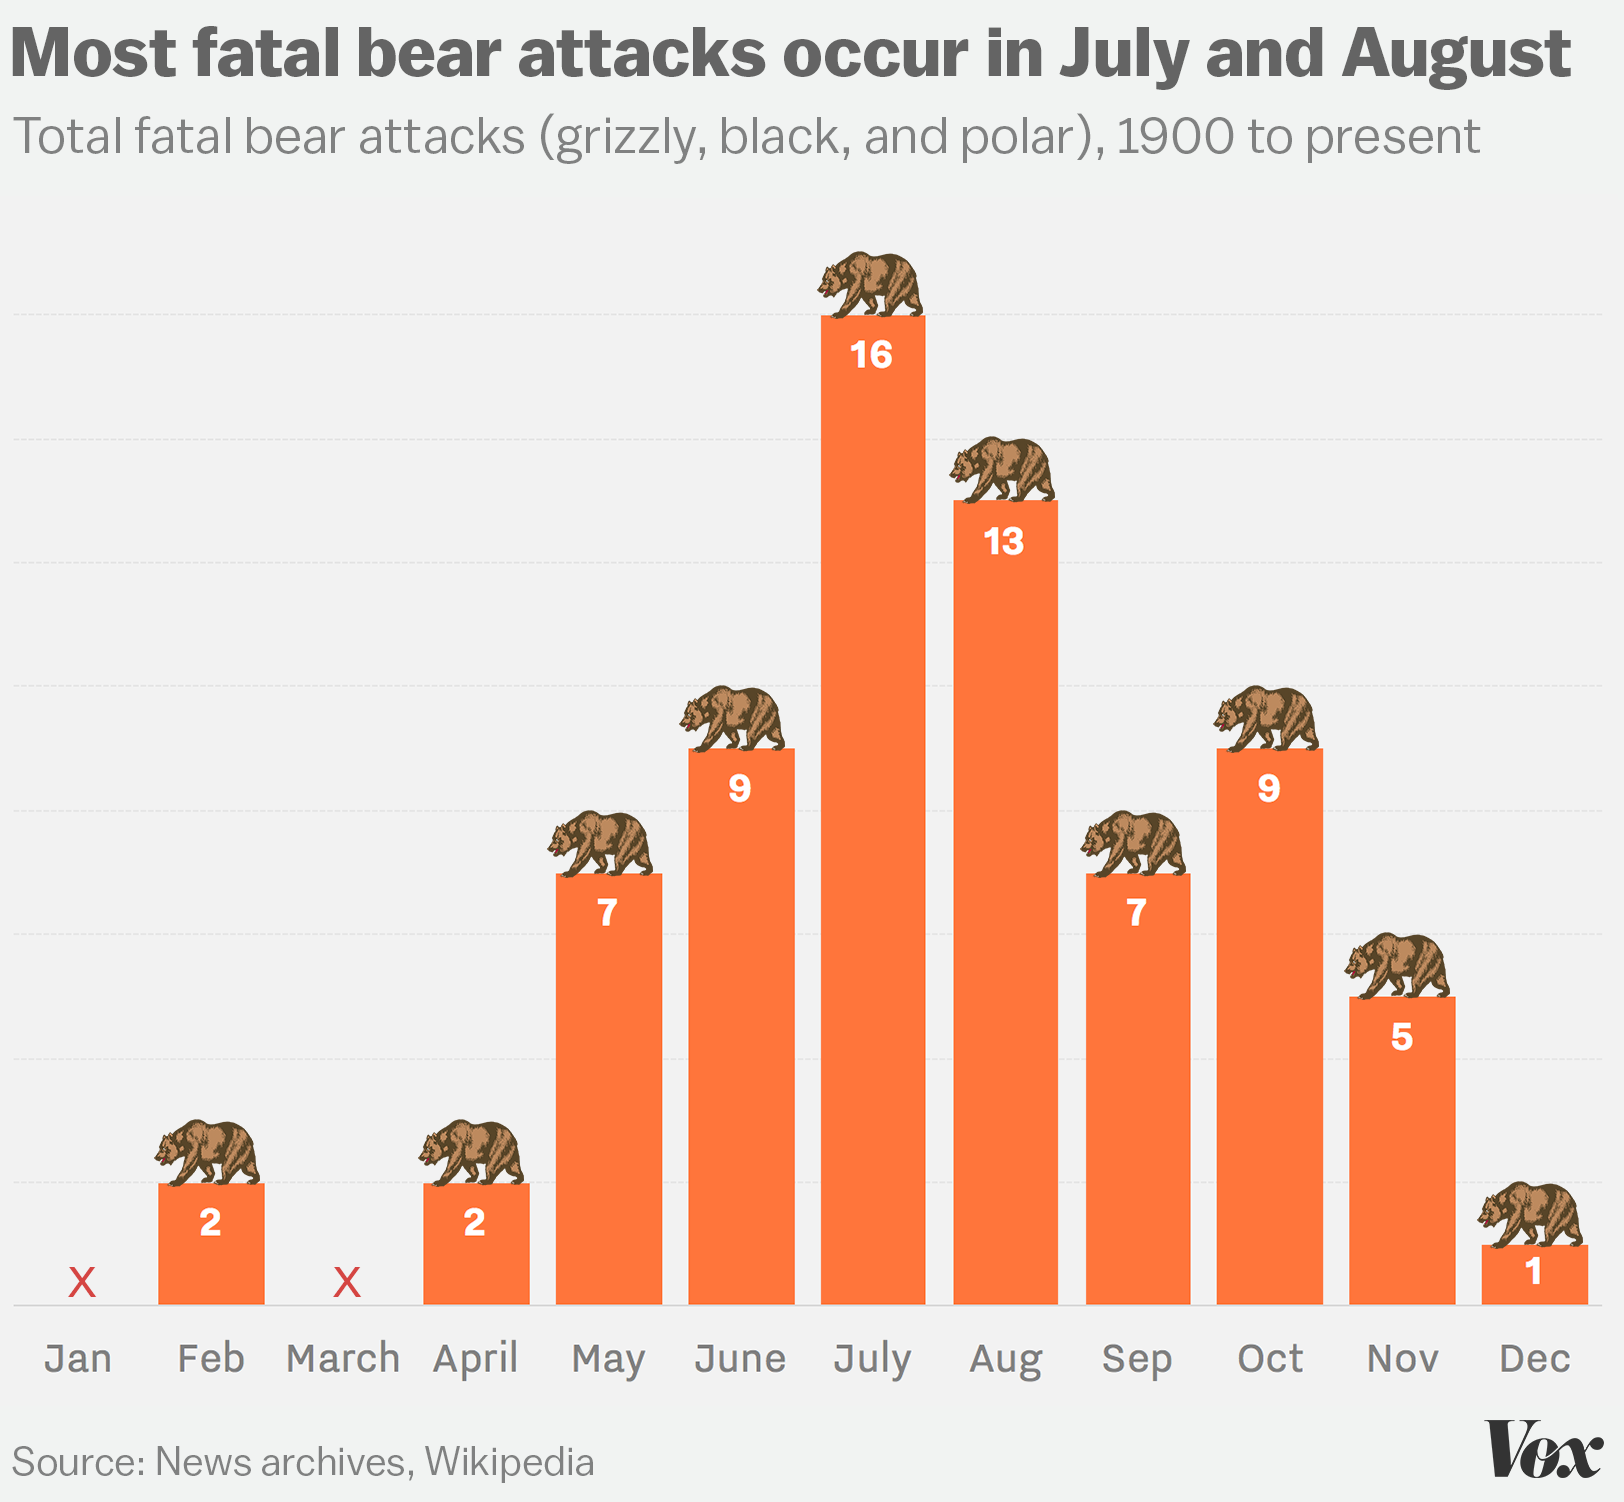 Most fatal bear attacks occur in July and August
Total fatal bear attacks (grizzly, black, and polar), 1900 to present
16
13
9
9
7
7
5
2
2
1
X
X
Jan Feb March April May June July Aug Sep Oct Nov Dec
Source: News archives, Wikipedia
Vox